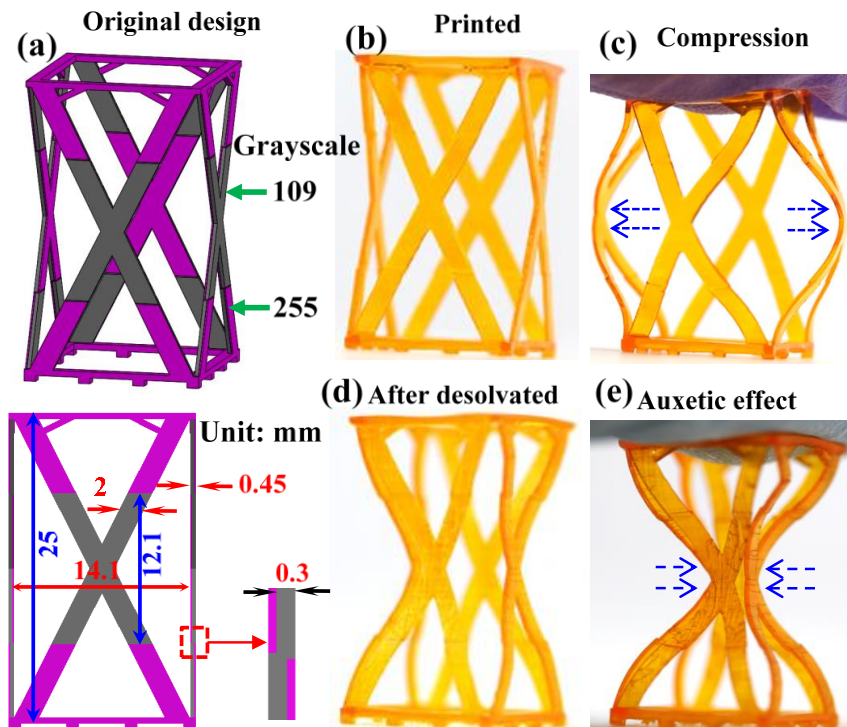 Original design
(a)
Grayscale
109
255
(b)
Printed
(c)
Compression
Unit: mm
2
0.45
25
14.1
12.1
0.3
(d)
After desolvated
(e)
Auxetic effect